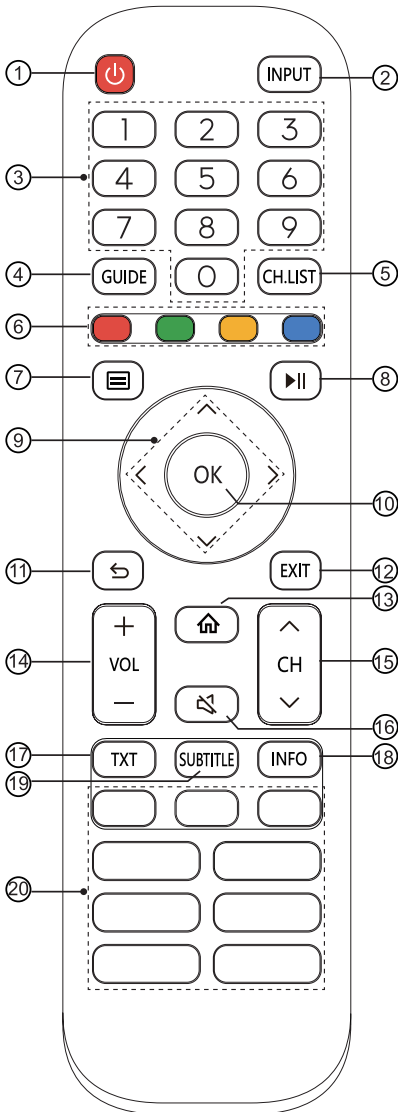 ① INPUT ②
1 2 3
③ 4 5 6
7 8 9
④ GUIDE 0 CH.LIST ⑤
⑥
⑦ ⑧
⑨
OK
⑩
⑪ EXIT ⑫
⑬
+
⑭ VOL CH ⑮
−
⑯
⑰ TXT SUBTITLE INFO ⑱
⑲
⑳